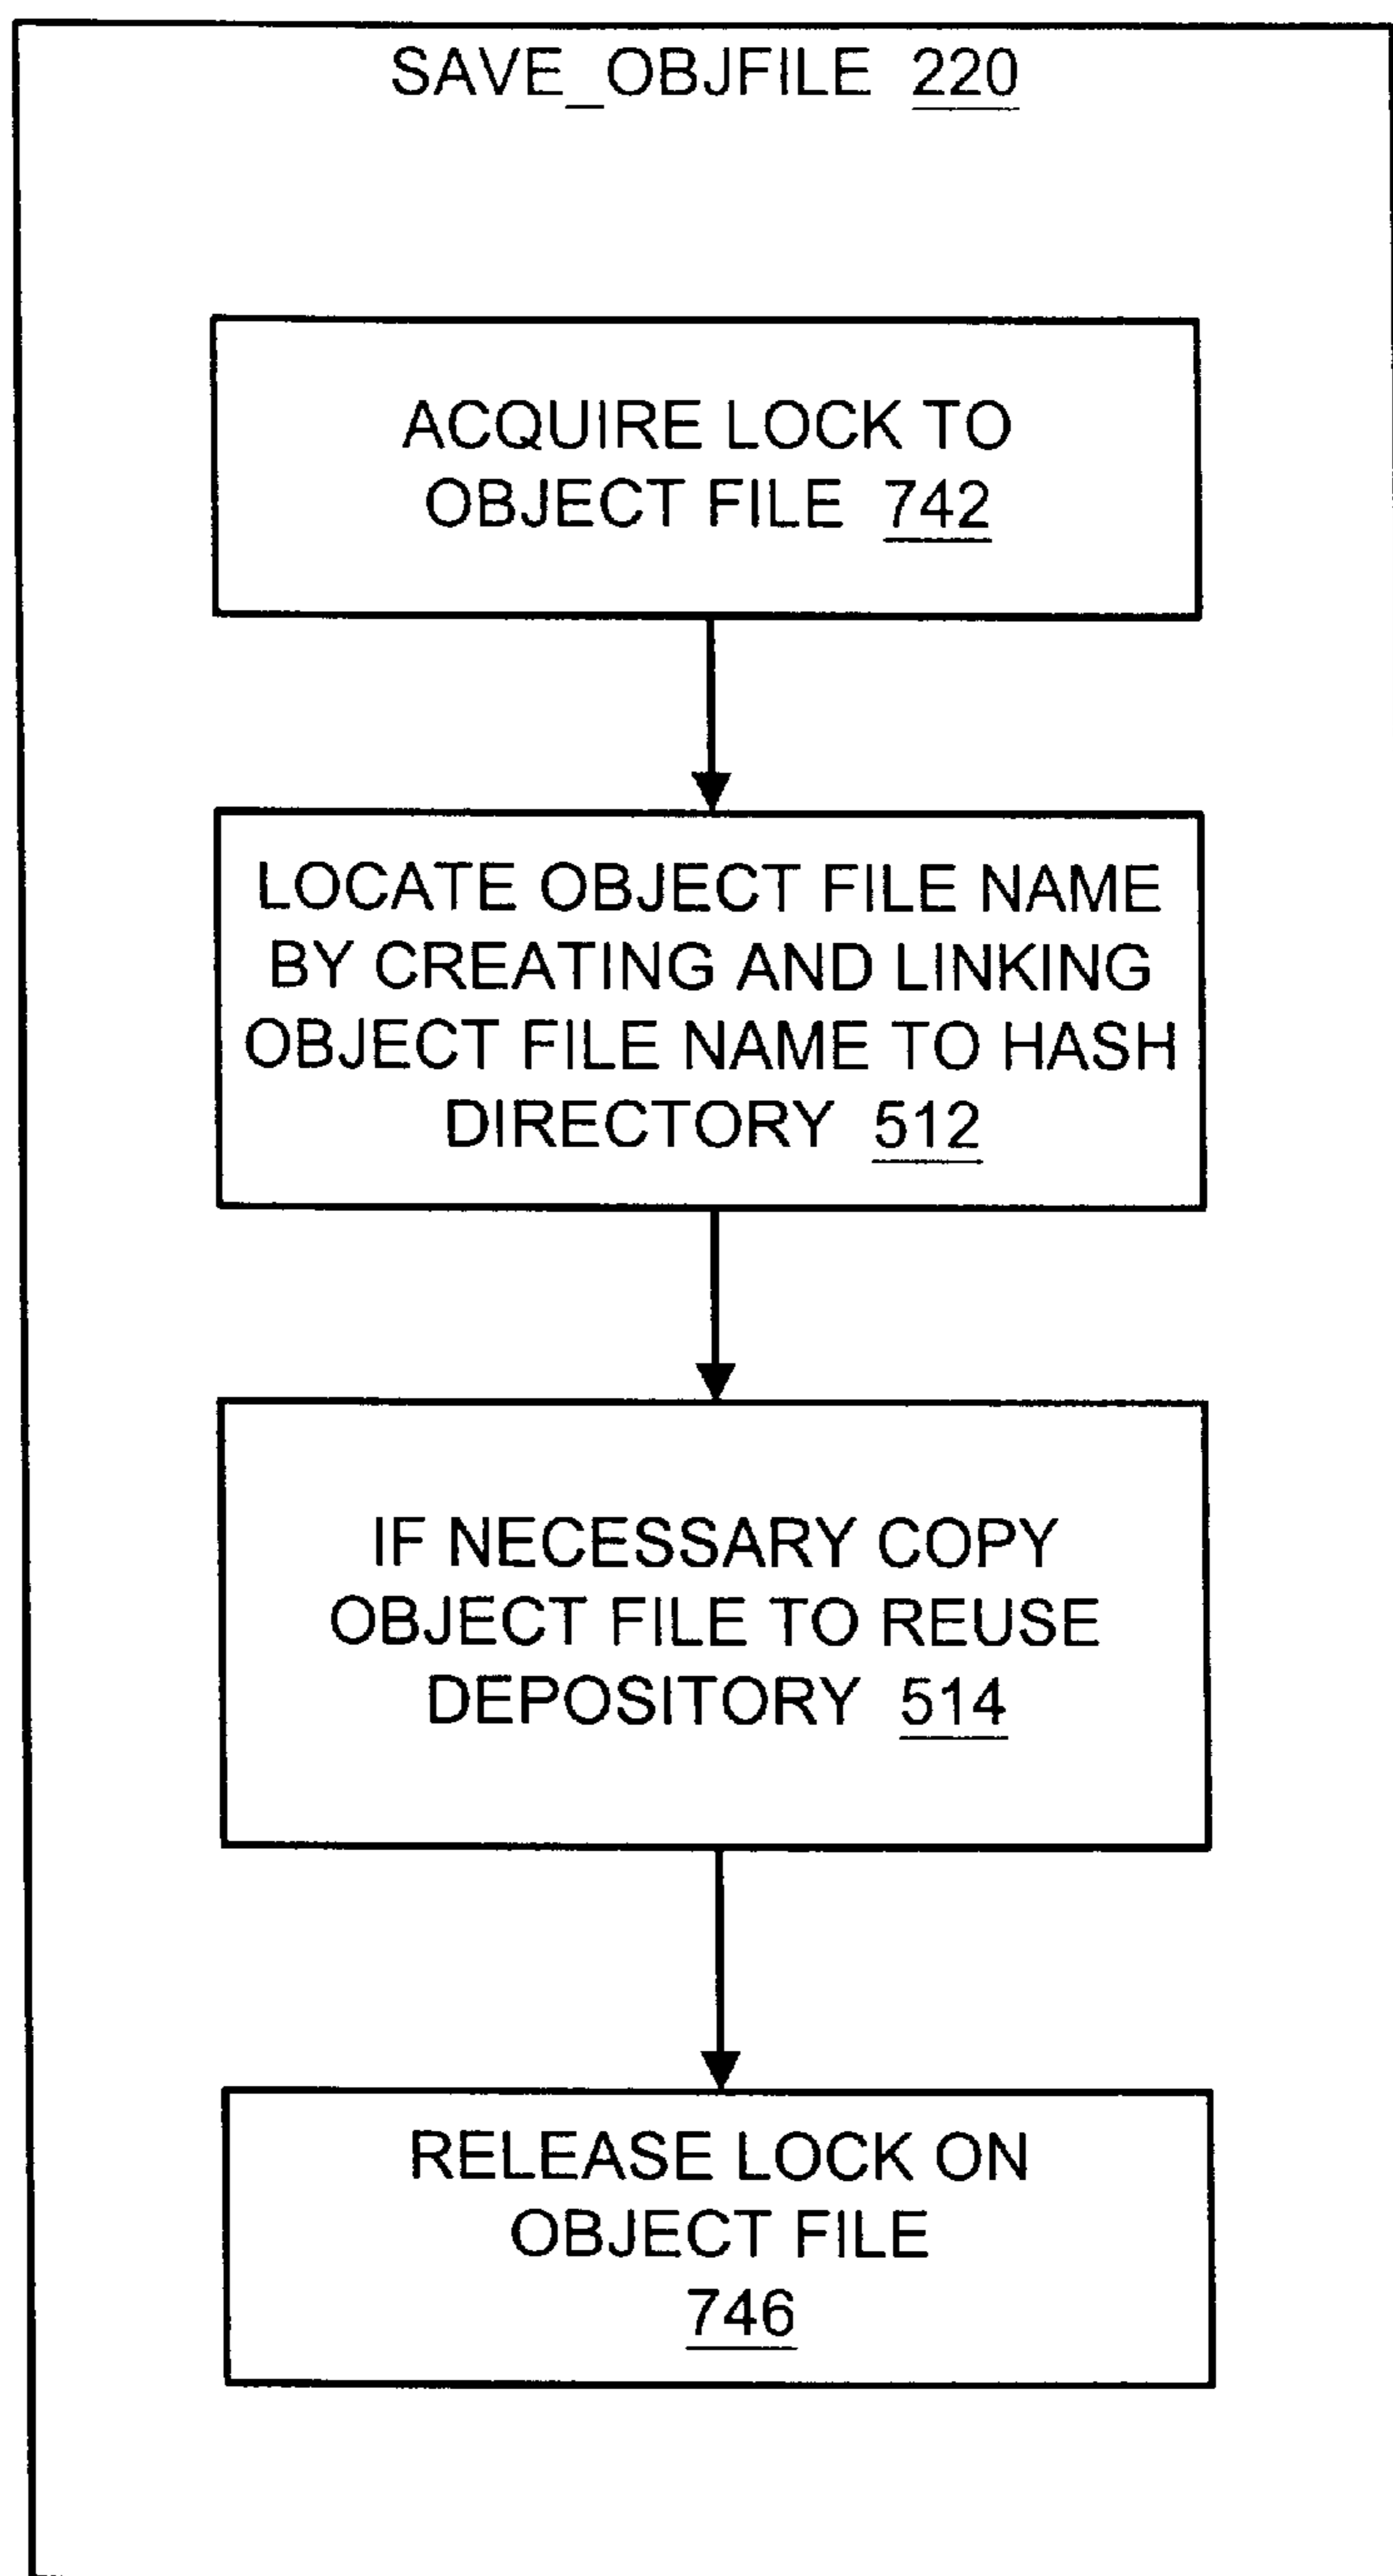 SAVE_OBJFILE 220
ACQUIRE LOCK TO
OBJECT FILE 742
LOCATE OBJECT FILE NAME
BY CREATING AND LINKING
OBJECT FILE NAME TO HASH
DIRECTORY 512
IF NECESSARY COPY
OBJECT FILE TO REUSE
DEPOSITORY 514
RELEASE LOCK ON
OBJECT FILE
746